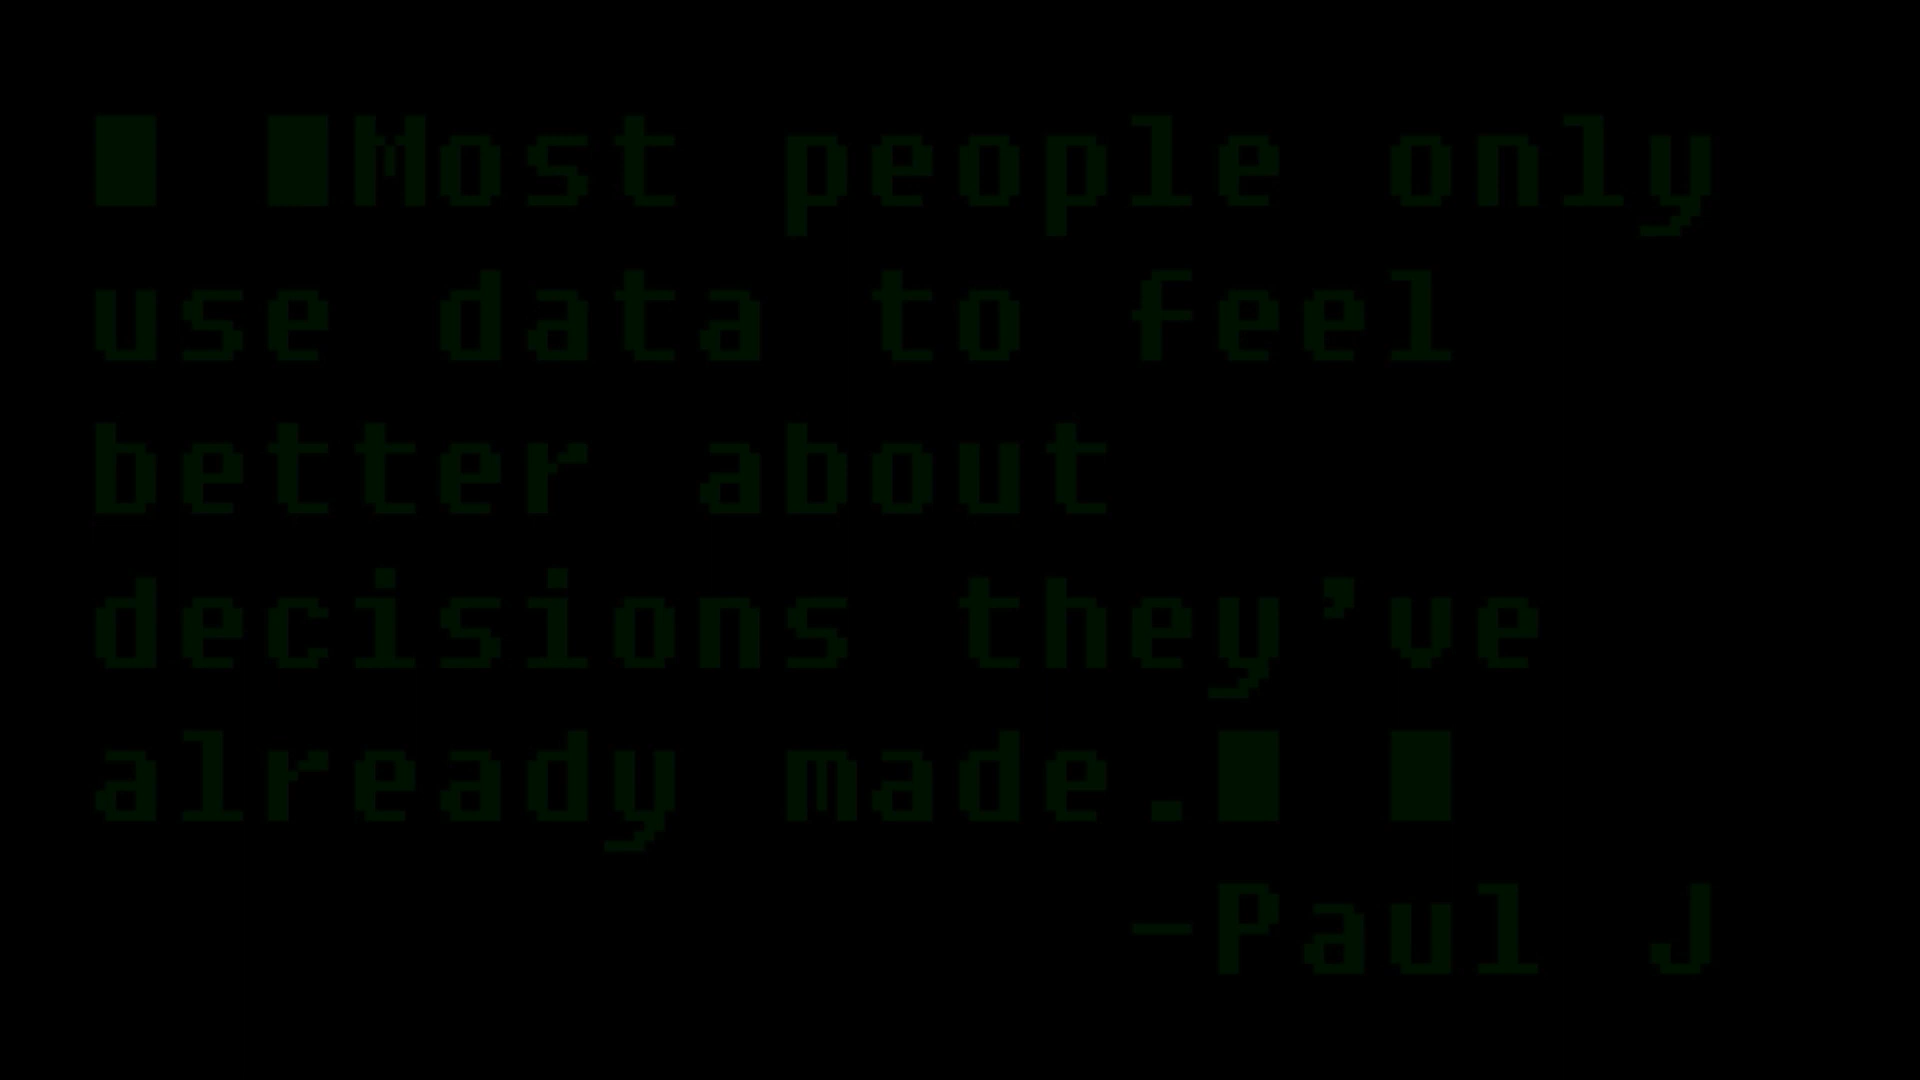 █ █Most people only
use data to feel
better about
decisions they’ve
already made.█ █
—Paul J